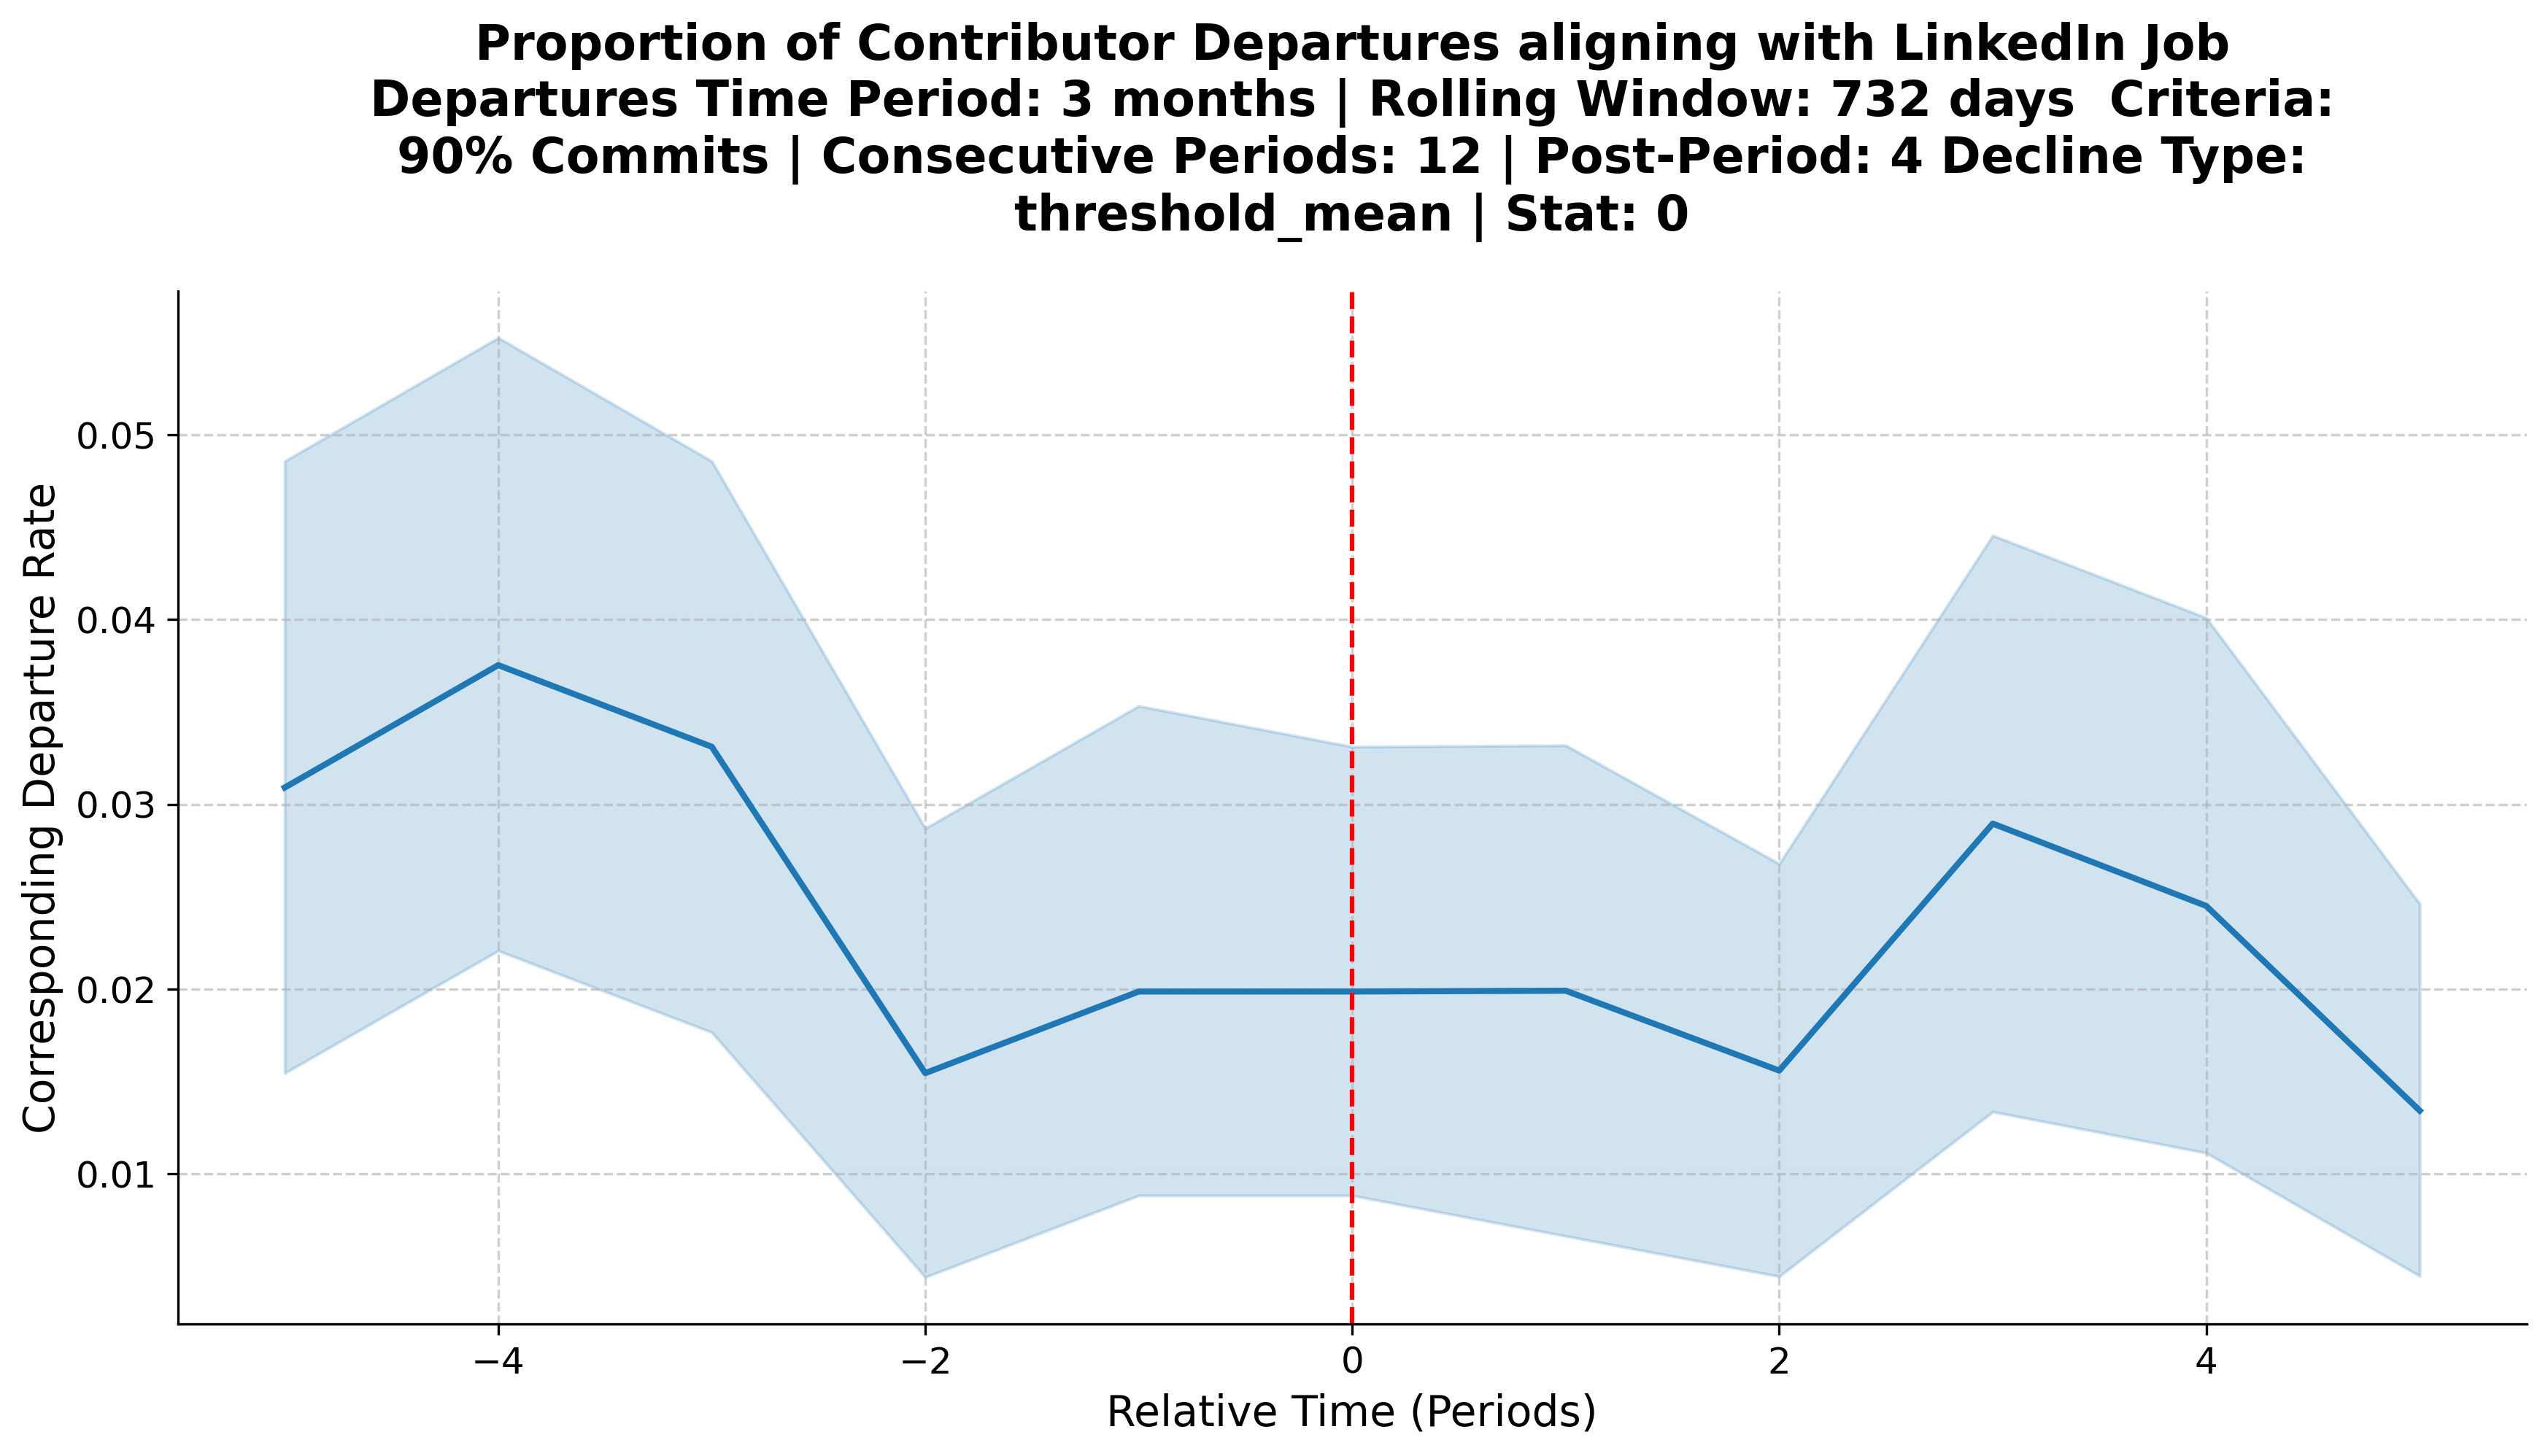 Proportion of Contributor Departures aligning with LinkedIn Job
Departures Time Period: 3 months | Rolling Window: 732 days  Criteria:
90% Commits | Consecutive Periods: 12 | Post-Period: 4 Decline Type:
threshold_mean | Stat: 0
Corresponding Departure Rate
0.05
0.04
0.03
0.02
0.01
−4
−2
0
2
4
Relative Time (Periods)